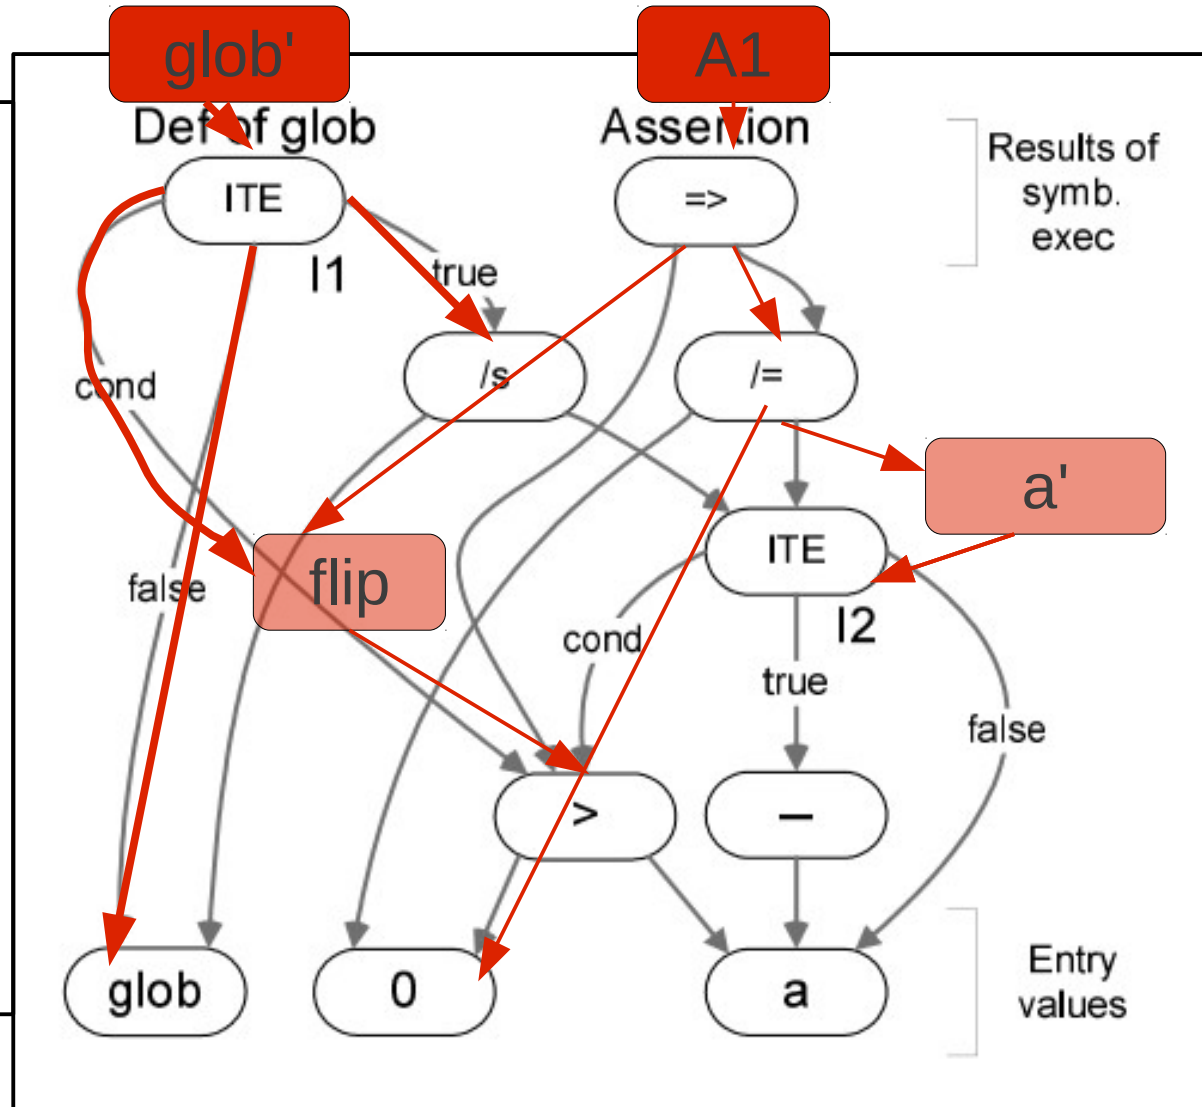 glob'
A1
Def of glob
Assertion
Results of
symb.
exec
ITE
=>
I1
true
cond
/s
/=
a'
ITE
flip
false
I2
cond
true
false
>
–
glob
0
a
Entry
values